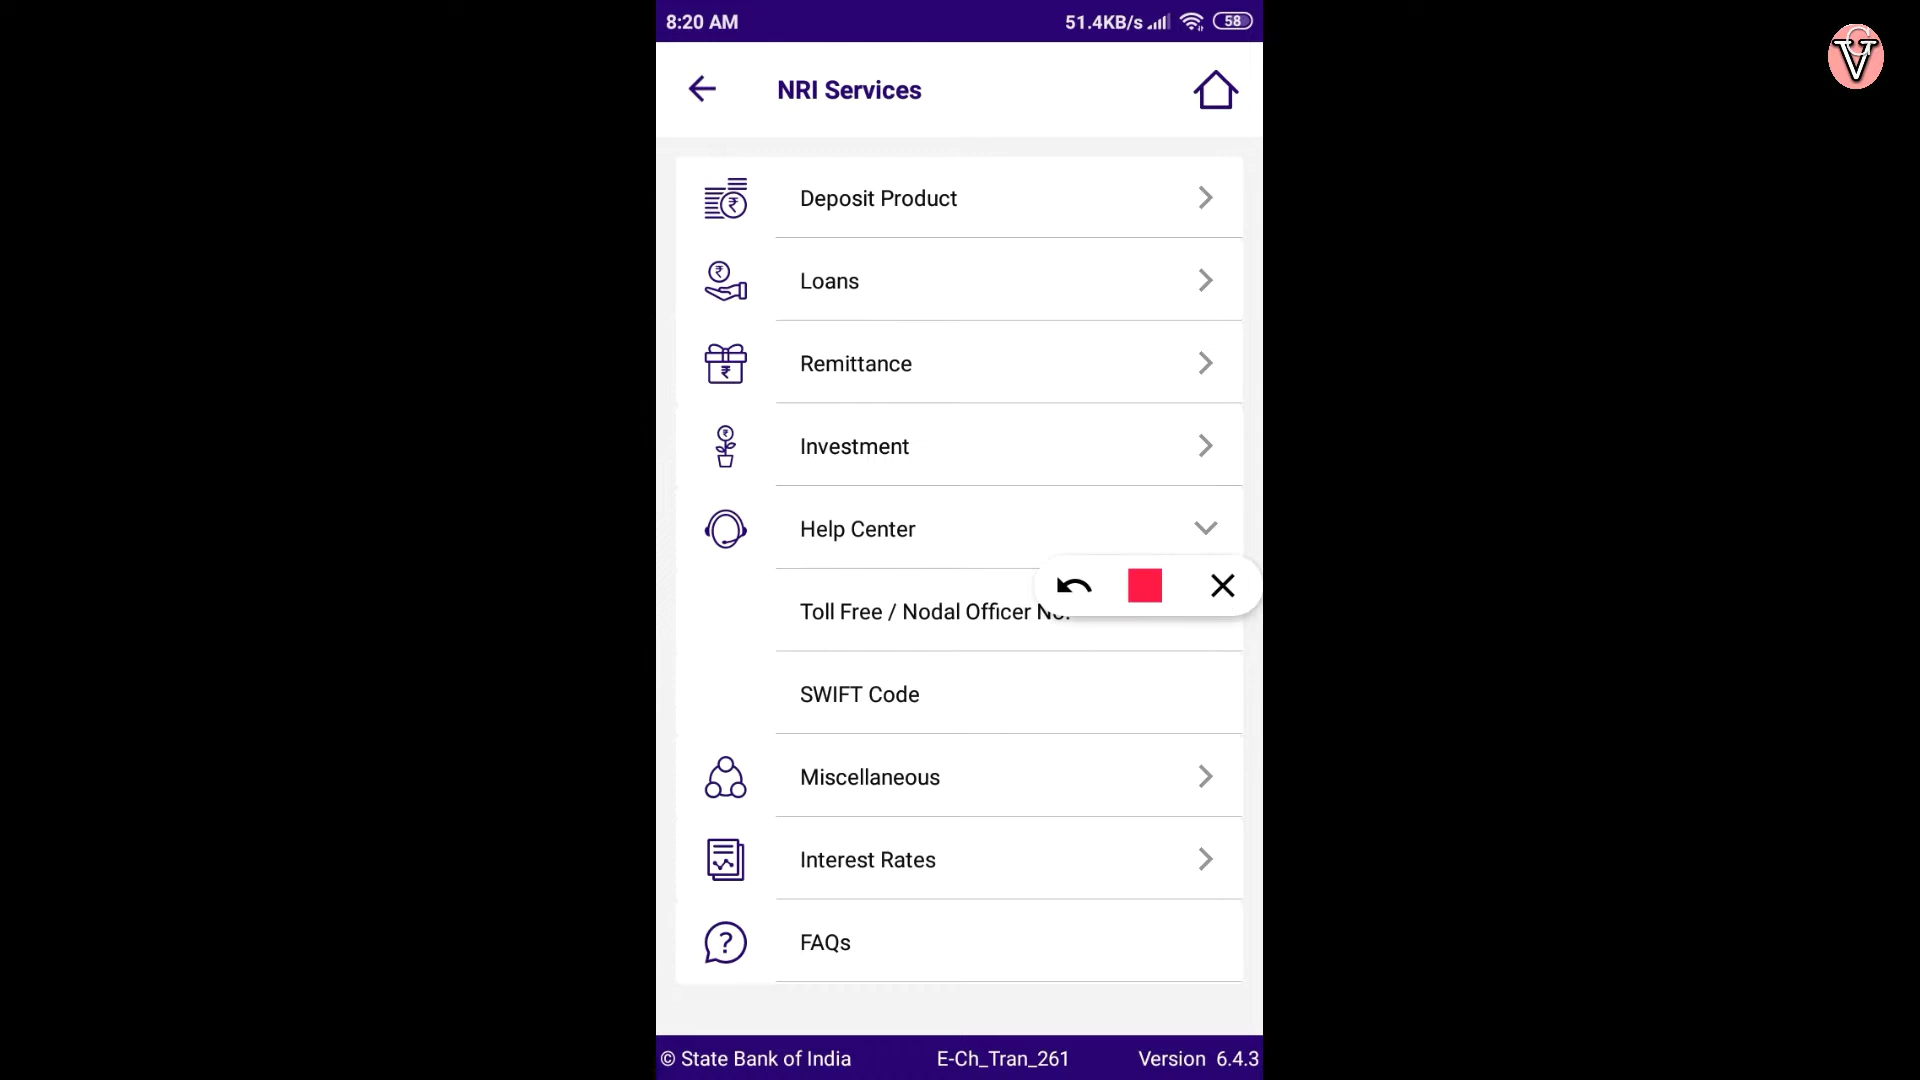 8:20 AM 51.4KB/s 58
NRI Services
Deposit Product
Loans
Remittance
Investment
Help Center
Toll Free / Nodal Officer No.
SWIFT Code
Miscellaneous
Interest Rates
FAQs
© State Bank of India E-Ch_Tran_261 Version 6.4.3